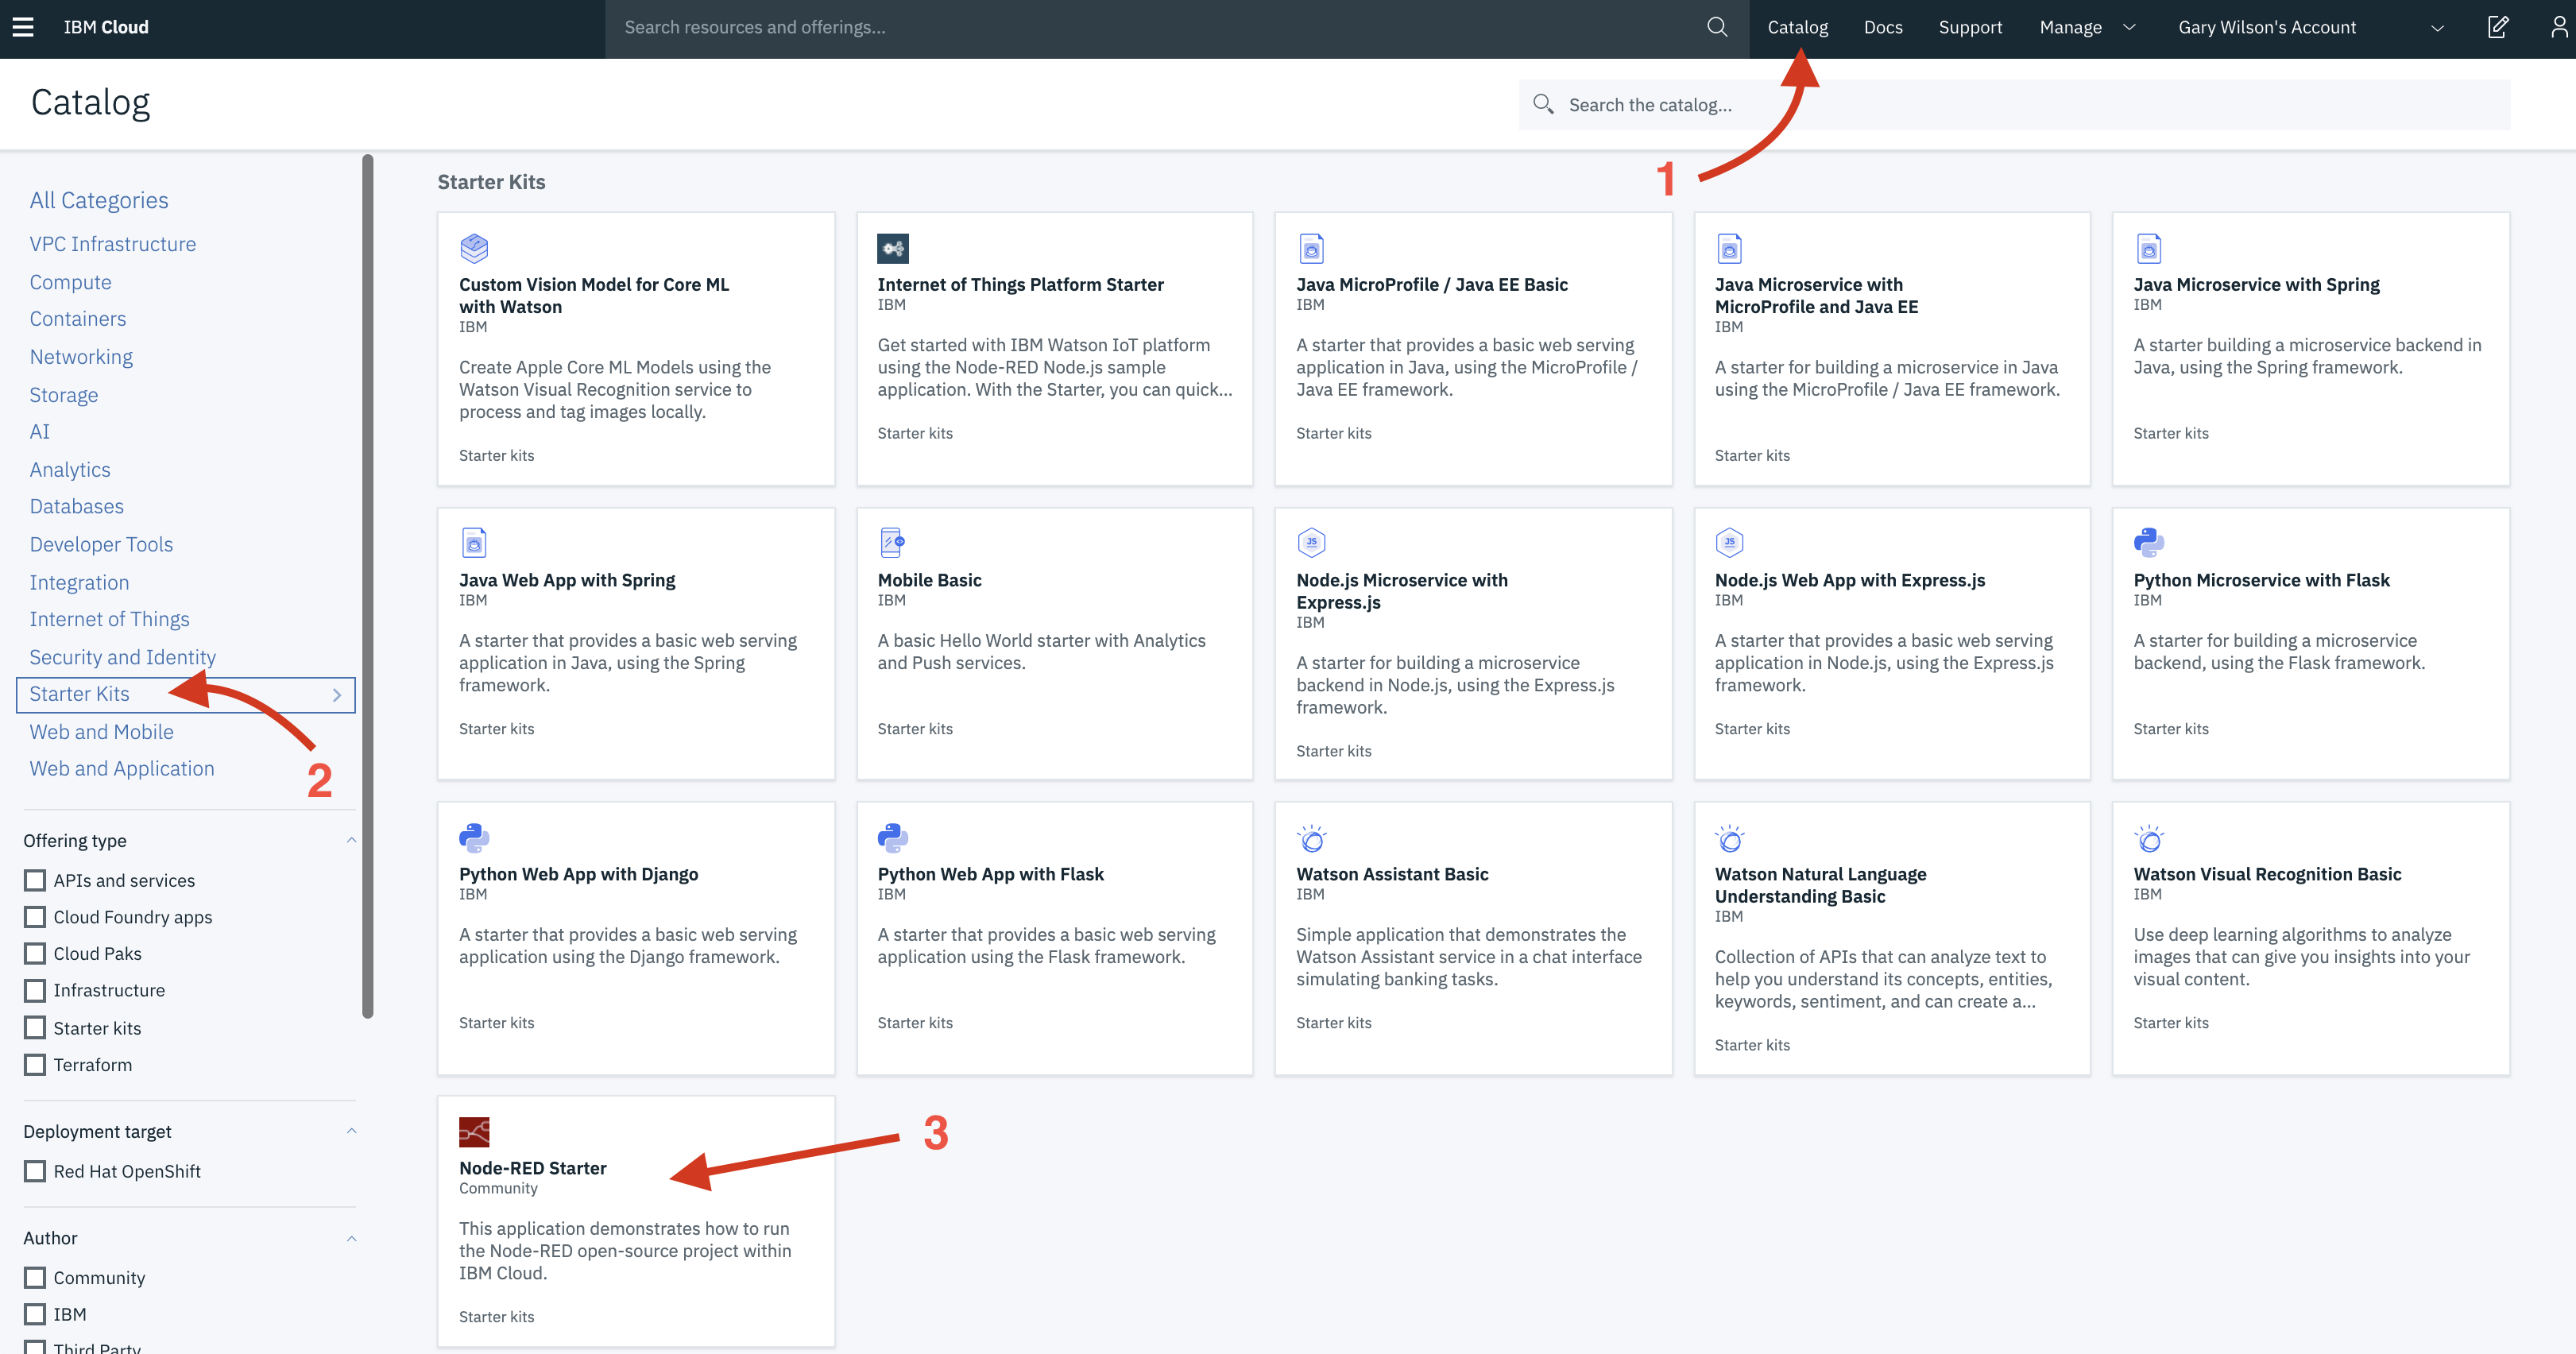 IBM Cloud
Search resources and offerings...
Catalog
Docs
Support
Manage
Gary Wilson's Account
Catalog
Search the catalog...
1
All Categories
VPC Infrastructure
Compute
Containers
Networking
Storage
AI
Analytics
Databases
Developer Tools
Integration
Internet of Things
Security and Identity
Starter Kits
Web and Mobile
Web and Application
2
Offering type
APIs and services
Cloud Foundry apps
Cloud Paks
Infrastructure
Starter kits
Terraform
Deployment target
Red Hat OpenShift
Author
Community
IBM
Third Party
Starter Kits
Custom Vision Model for Core ML
with Watson
IBM
Create Apple Core ML Models using the
Watson Visual Recognition service to
process and tag images locally.
Starter kits
Internet of Things Platform Starter
IBM
Get started with IBM Watson IoT platform
using the Node-RED Node.js sample
application. With the Starter, you can quick...
Starter kits
Java MicroProfile / Java EE Basic
IBM
A starter that provides a basic web serving
application in Java, using the MicroProfile /
Java EE framework.
Starter kits
Java Microservice with
MicroProfile and Java EE
IBM
A starter for building a microservice in Java
using the MicroProfile / Java EE framework.
Starter kits
Java Microservice with Spring
IBM
A starter building a microservice backend in
Java, using the Spring framework.
Starter kits
Java Web App with Spring
IBM
A starter that provides a basic web serving
application in Java, using the Spring
framework.
Starter kits
Mobile Basic
IBM
A basic Hello World starter with Analytics
and Push services.
Starter kits
JS
Node.js Microservice with
Express.js
IBM
A starter for building a microservice
backend in Node.js, using the Express.js
framework.
Starter kits
JS
Node.js Web App with Express.js
IBM
A starter that provides a basic web serving
application in Node.js, using the Express.js
framework.
Starter kits
Python Microservice with Flask
IBM
A starter for building a microservice
backend, using the Flask framework.
Starter kits
Python Web App with Django
IBM
A starter that provides a basic web serving
application using the Django framework.
Starter kits
Python Web App with Flask
IBM
A starter that provides a basic web serving
application using the Flask framework.
Starter kits
Watson Assistant Basic
IBM
Simple application that demonstrates the
Watson Assistant service in a chat interface
simulating banking tasks.
Starter kits
Watson Natural Language
Understanding Basic
IBM
Collection of APIs that can analyze text to
help you understand its concepts, entities,
keywords, sentiment, and can create a...
Starter kits
Watson Visual Recognition Basic
IBM
Use deep learning algorithms to analyze
images that can give you insights into your
visual content.
Starter kits
Node-RED Starter
Community
This application demonstrates how to run
the Node-RED open-source project within
IBM Cloud.
Starter kits
3